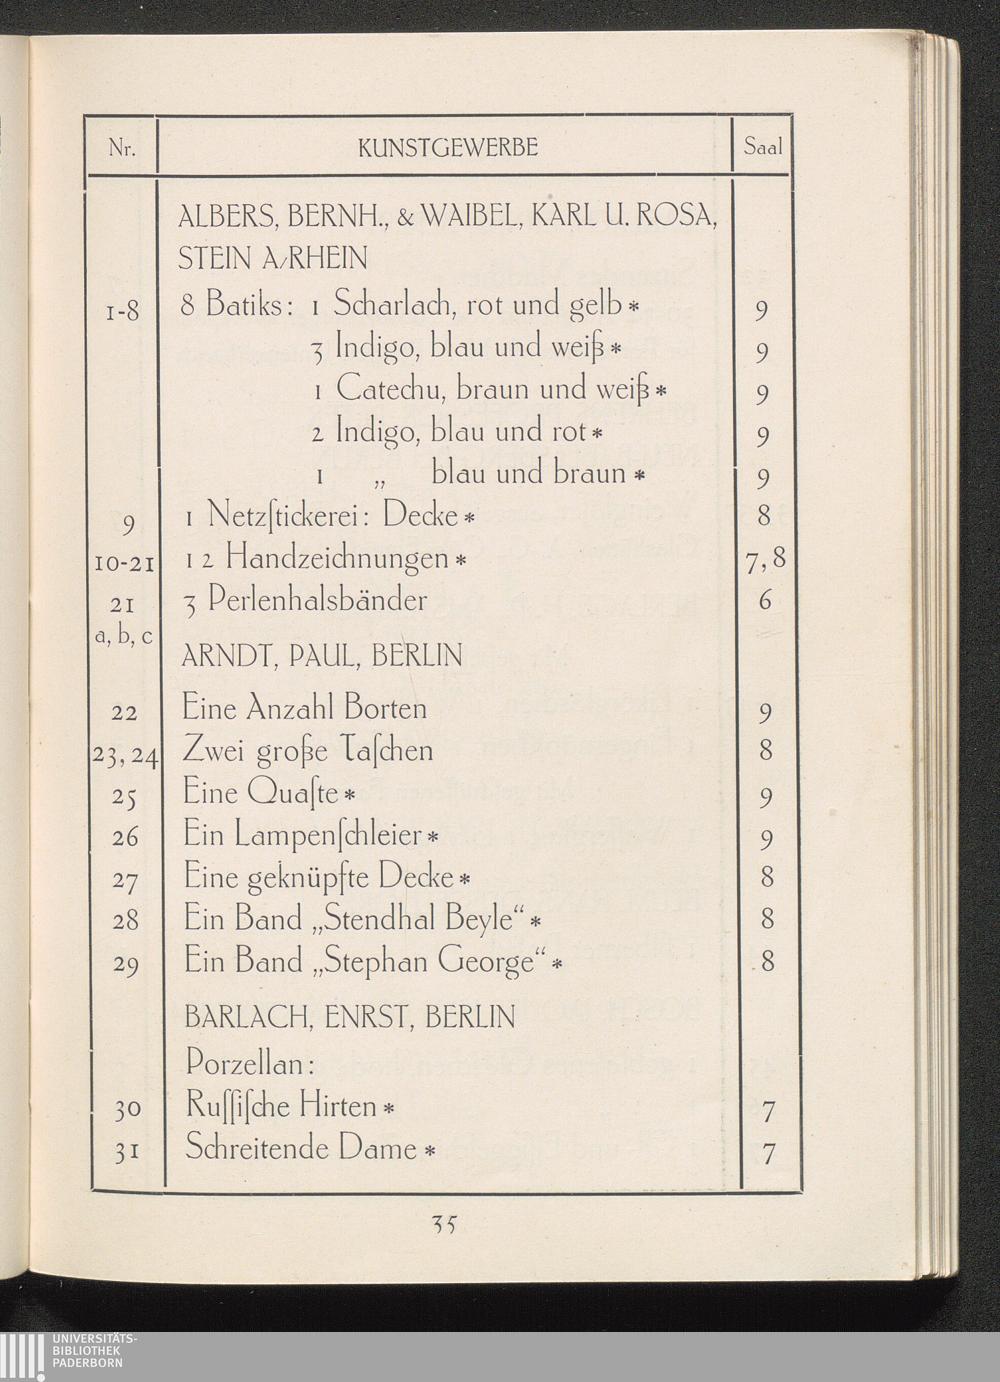 Nr. KUNSTGEWERBE Saal
ALBERS, BERNH., & WAIBEL, KARL U. ROSA,
STEIN A/RHEIN
1-8 8 Batiks: 1 Scharlach, rot und gelb * 9
3 Indigo, blau und weiß * 9
1 Catechu, braun und weiß * 9
2 Indigo, blau und rot * 9
1 „ blau und braun * 9
9 1 Netzſtickerei: Decke * 8
10-21 12 Handzeichnungen * 7, 8
21 3 Perlenhalsbänder 6
a, b, c
ARNDT, PAUL, BERLIN
22 Eine Anzahl Borten 9
23, 24 Zwei große Taſchen 8
25 Eine Quaſte * 9
26 Ein Lampenſchleier * 9
27 Eine geknüpfte Decke * 8
28 Ein Band „Stendhal Beyle“ * 8
29 Ein Band „Stephan George“ * 8
BARLACH, ENRST, BERLIN
Porzellan:
30 Ruſſiſche Hirten * 7
31 Schreitende Dame * 7
35
UNIVERSITÄTS-
BIBLIOTHEK
PADERBORN